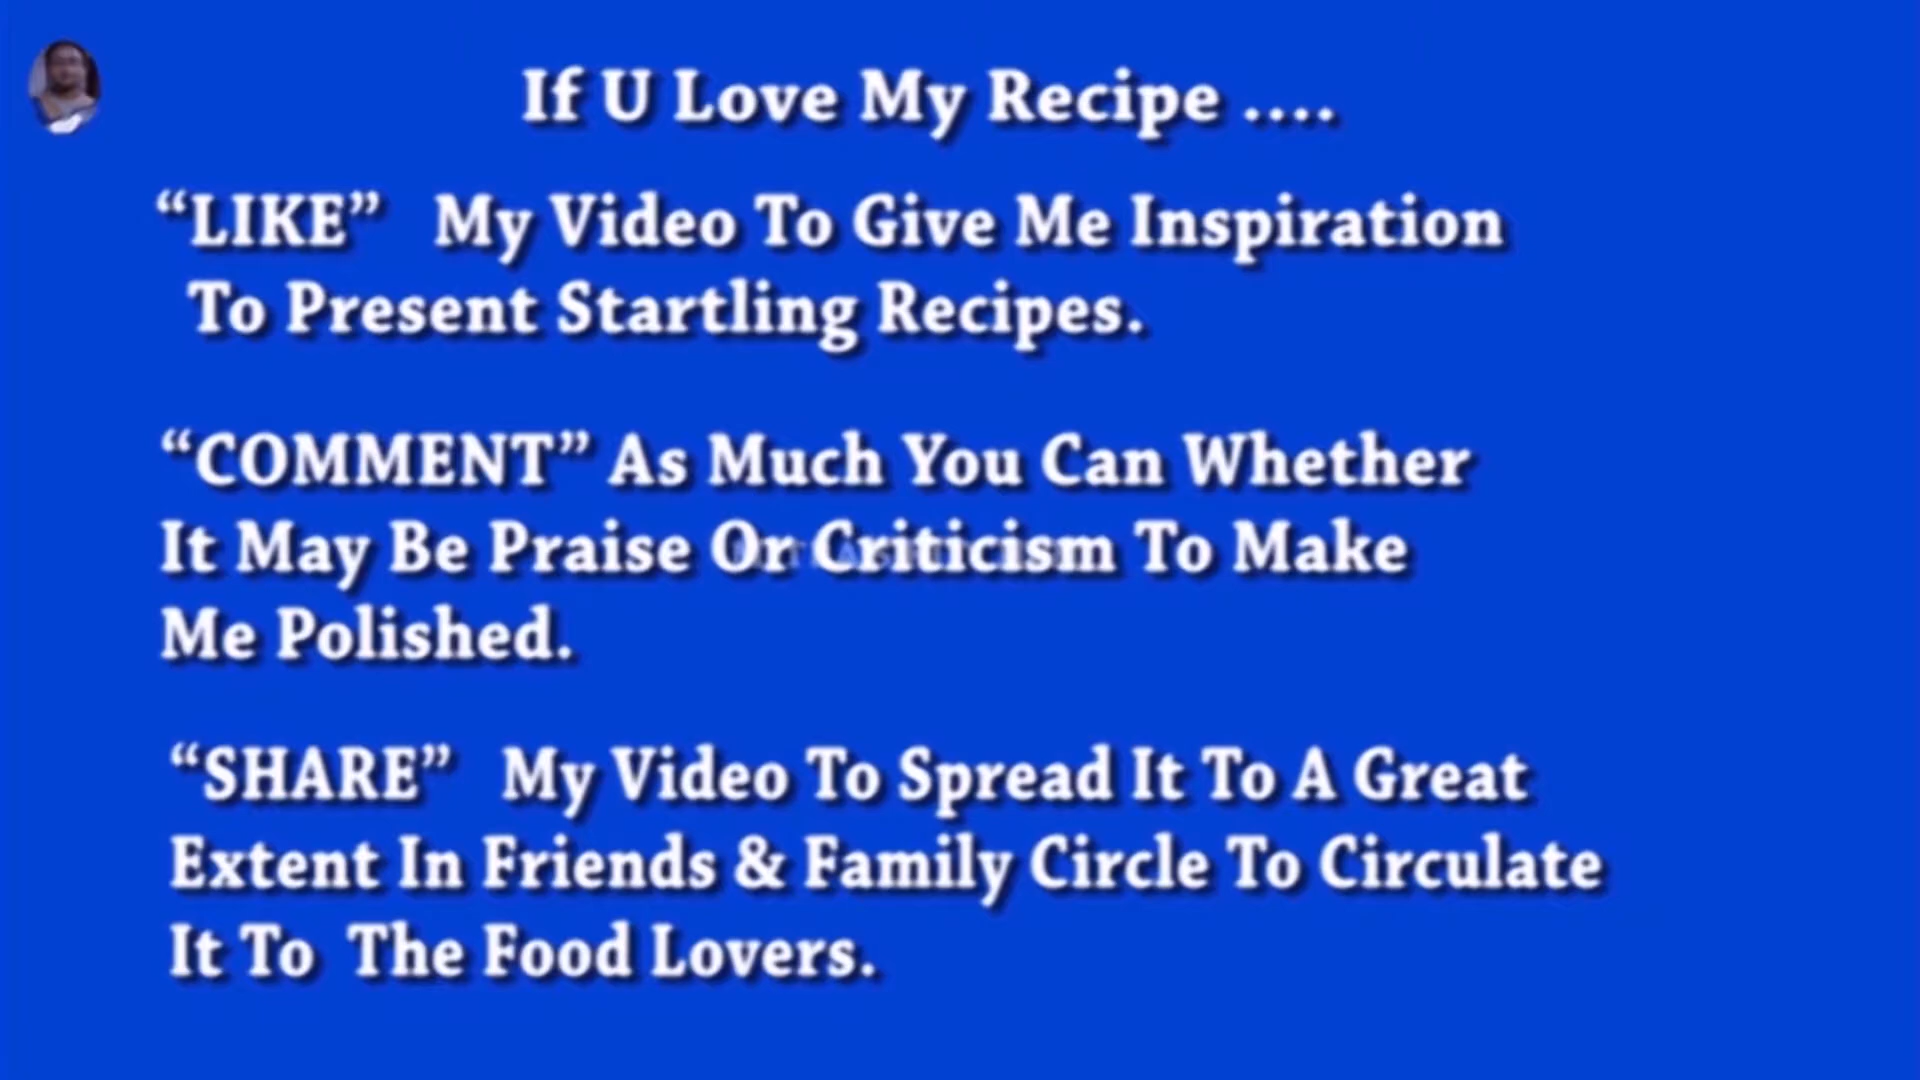 If U Love My Recipe ....
“LIKE” My Video To Give Me Inspiration
To Present Startling Recipes.
“COMMENT” As Much You Can Whether
It May Be Praise Or Criticism To Make
Me Polished.
“SHARE” My Video To Spread It To A Great
Extent In Friends & Family Circle To Circulate
It To The Food Lovers.